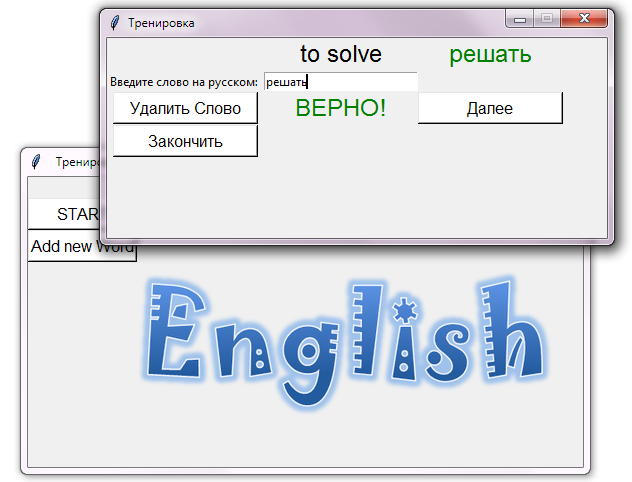 Тренировка
to solve решать
Введите слово на русском: решать
Удалить Слово ВЕРНО! Далее
Закончить
Трениро
STAR
Add new Word
English